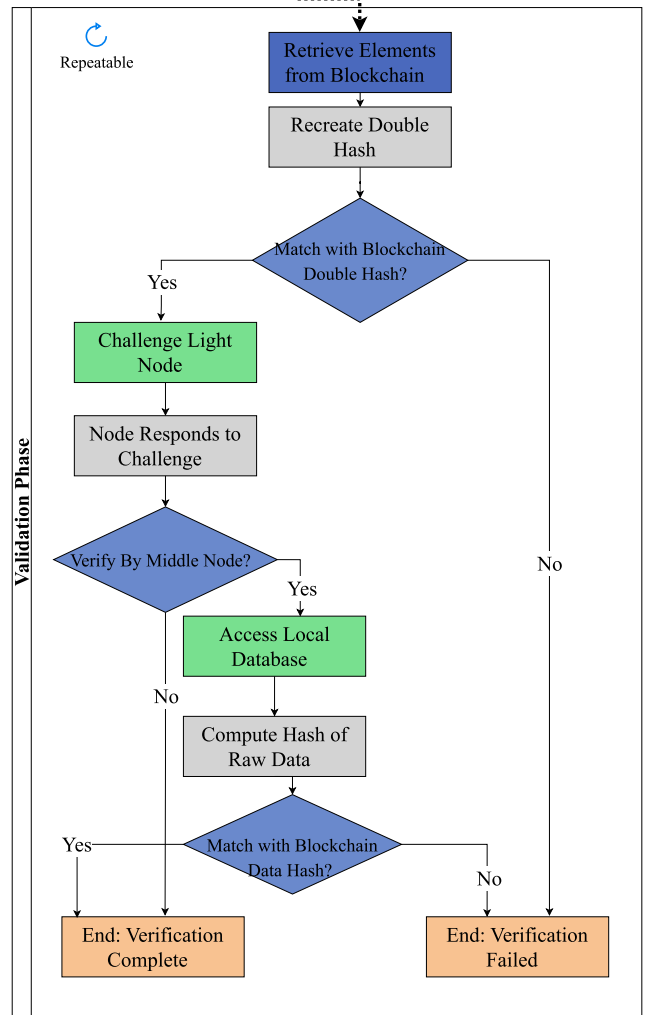 Repeatable
Retrieve Elements
from Blockchain
Recreate Double
Hash
Match with Blockchain
Double Hash?
Yes
Challenge Light
Node
Node Responds to
Challenge
Validation Phase
Verify By Middle Node?
No
Yes
Access Local
Database
No
Compute Hash of
Raw Data
Match with Blockchain
Data Hash?
Yes
No
End: Verification
Complete
End: Verification
Failed